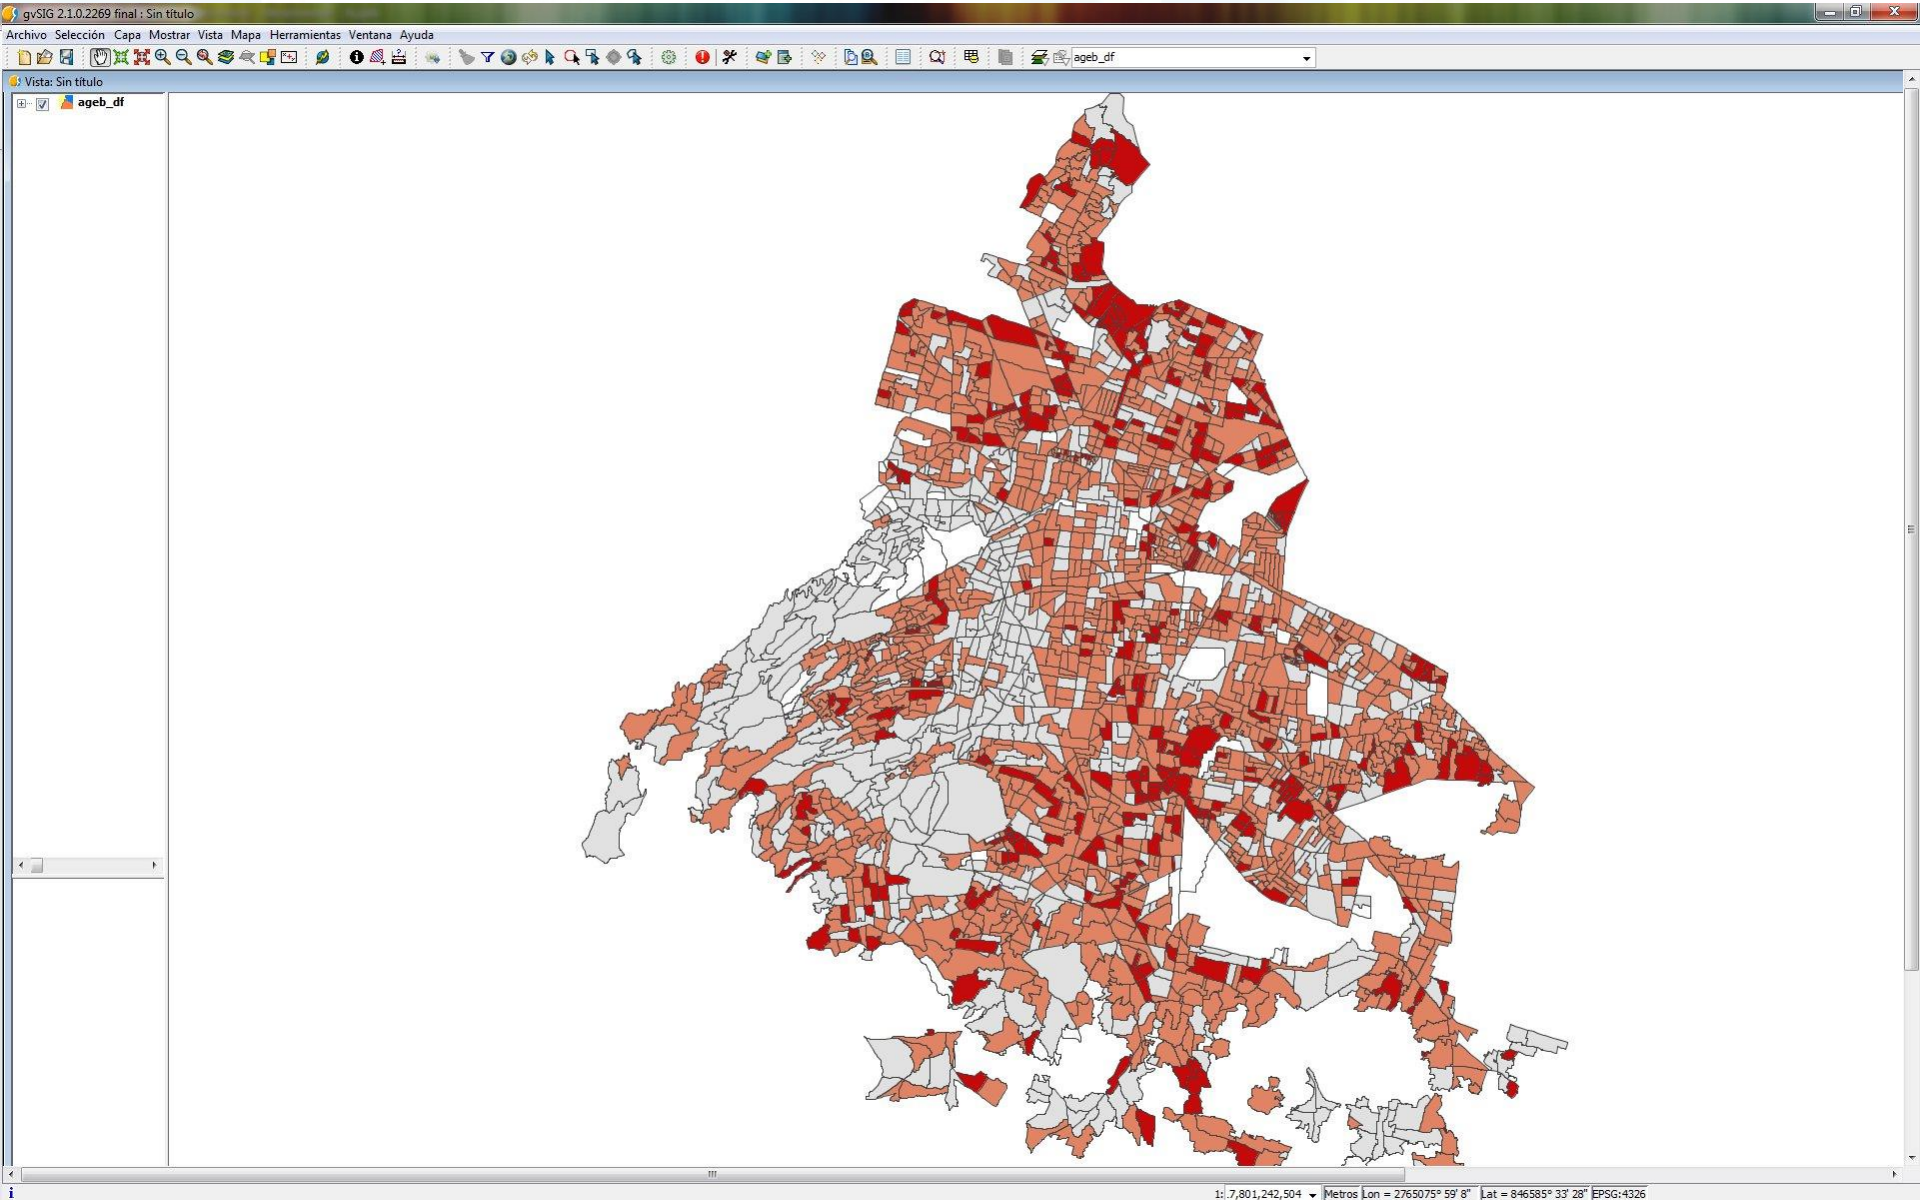 gvSIG 2.1.0.2269 final : Sin título
Archivo Selección Capa Mostrar Vista Mapa Herramientas Ventana Ayuda
ageb_df
Vista: Sin título
ageb_df
1: .7,801,242,504 Metros Lon = 2765075° 59' 8" Lat = 846585° 33' 28" EPSG:4326